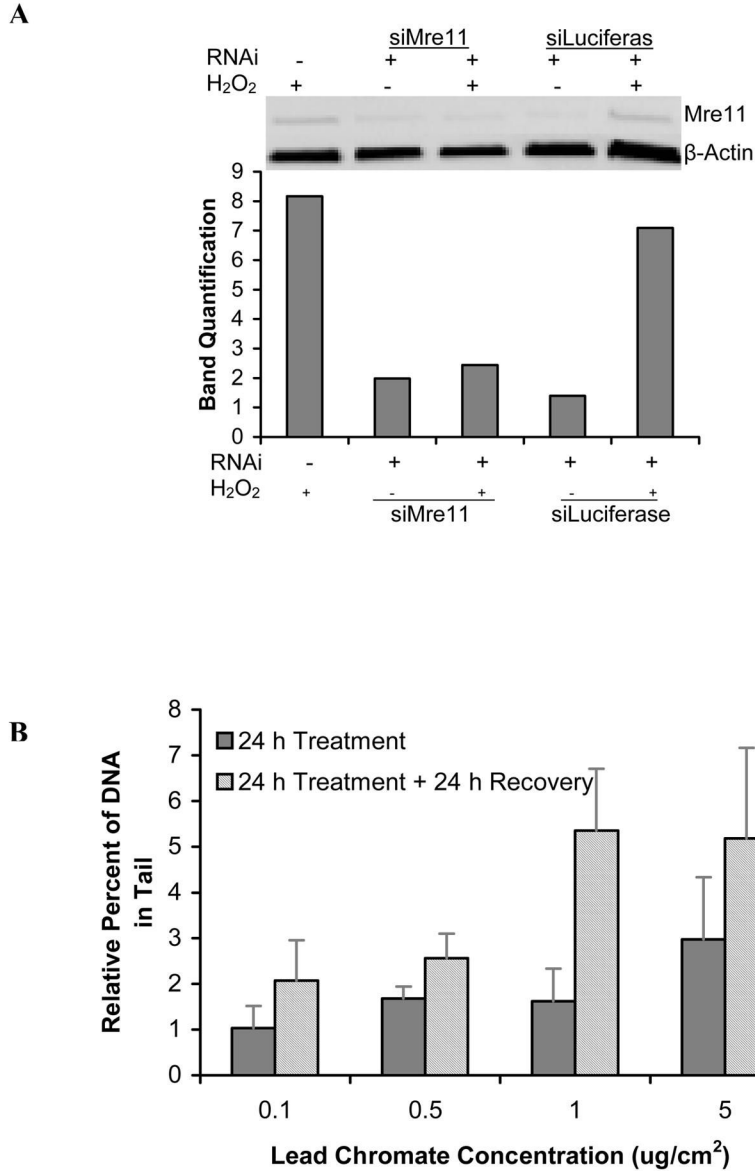 A
siMre11 siLuciferas
RNAi - + + + +
H₂O₂ + - + - +
Mre11
β-Actin
9
8
7
6
5
4
3
2
1
0
Band Quantification
RNAi - + + + +
H₂O₂ + - + - +
siMre11 siLuciferase
B
8
7
6
5
4
3
2
1
0
Relative Percent of DNA
in Tail
24 h Treatment
24 h Treatment + 24 h Recovery
0.1 0.5 1 5
Lead Chromate Concentration (ug/cm²)